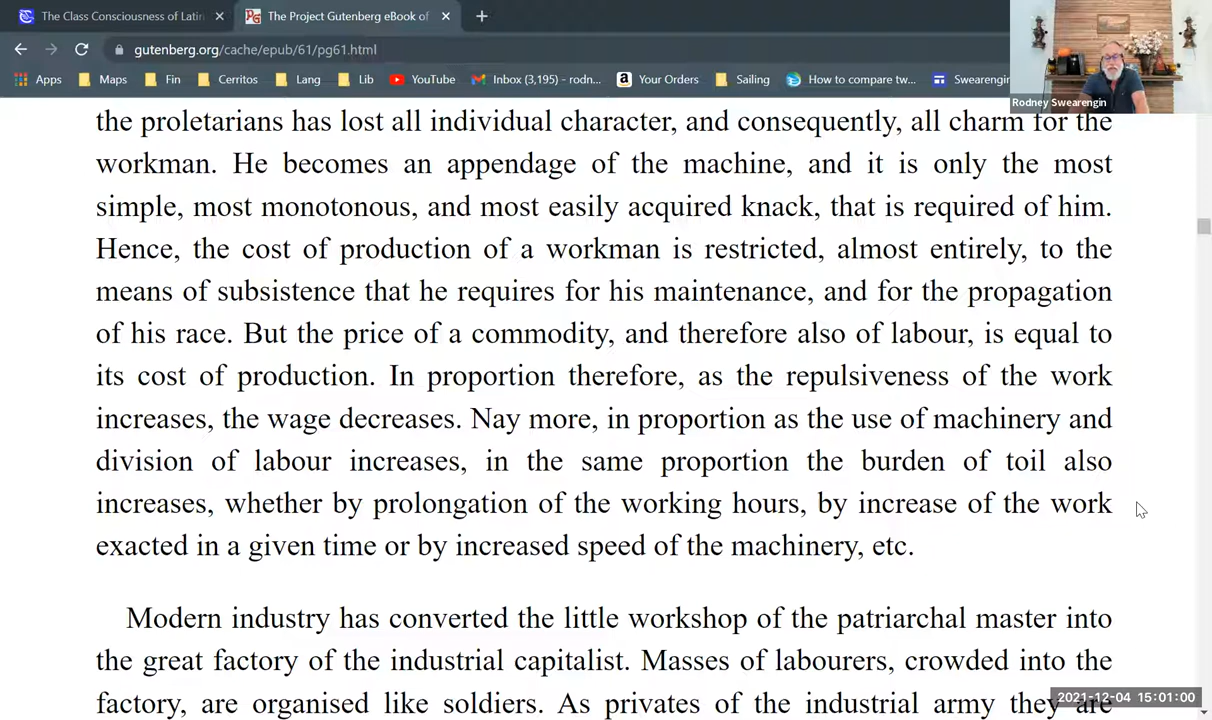 The Class Consciousness of Latin
The Project Gutenberg eBook of
gutenberg.org/cache/epub/61/pg61.html
Apps Maps Fin Cerritos Lang Lib YouTube Inbox (3,195) – rodn... Your Orders Sailing How to compare tw... Swearengin
Rodney Swearengin
the proletarians has lost all individual character, and consequently, all charm for the
workman. He becomes an appendage of the machine, and it is only the most
simple, most monotonous, and most easily acquired knack, that is required of him.
Hence, the cost of production of a workman is restricted, almost entirely, to the
means of subsistence that he requires for his maintenance, and for the propagation
of his race. But the price of a commodity, and therefore also of labour, is equal to
its cost of production. In proportion therefore, as the repulsiveness of the work
increases, the wage decreases. Nay more, in proportion as the use of machinery and
division of labour increases, in the same proportion the burden of toil also
increases, whether by prolongation of the working hours, by increase of the work
exacted in a given time or by increased speed of the machinery, etc.
Modern industry has converted the little workshop of the patriarchal master into
the great factory of the industrial capitalist. Masses of labourers, crowded into the
factory, are organised like soldiers. As privates of the industrial army they are
2021-12-04 15:01:00